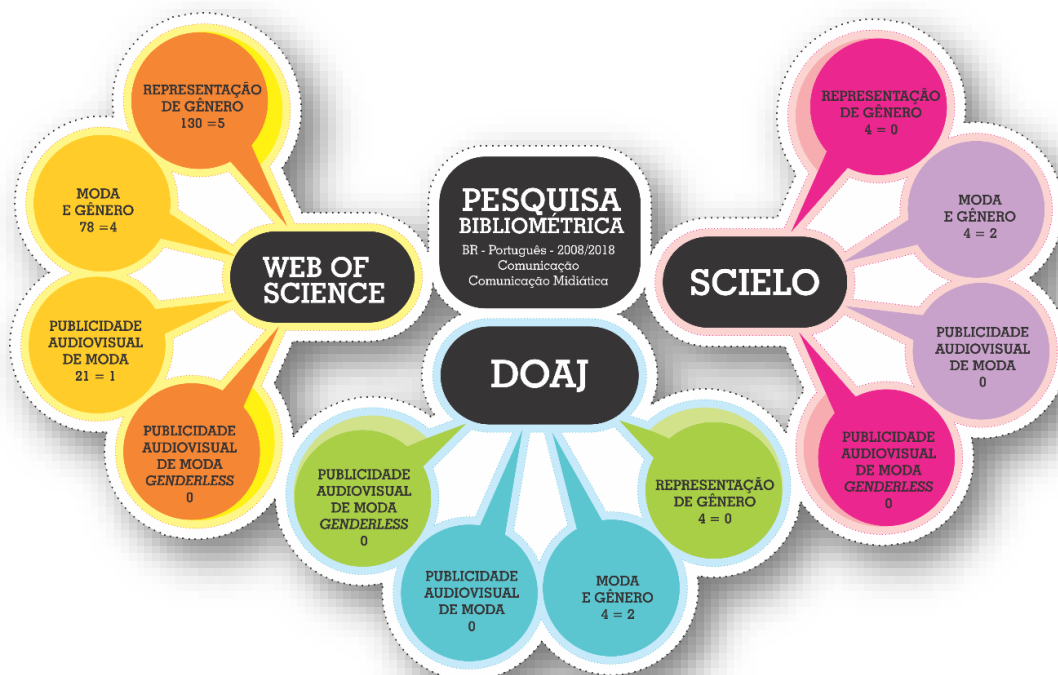 PESQUISA
BIBLIOMÉTRICA
BR - Português - 2008/2018
Comunicação
Comunicação Midiática
WEB OF
SCIENCE
REPRESENTAÇÃO
DE GÊNERO
130 =5
MODA
E GÊNERO
78 =4
PUBLICIDADE
AUDIOVISUAL
DE MODA
21 = 1
PUBLICIDADE
AUDIOVISUAL
DE MODA
GENDERLESS
0
DOAJ
PUBLICIDADE
AUDIOVISUAL
DE MODA
GENDERLESS
0
PUBLICIDADE
AUDIOVISUAL
DE MODA
0
MODA
E GÊNERO
4 = 2
REPRESENTAÇÃO
DE GÊNERO
4 = 0
SCIELO
REPRESENTAÇÃO
DE GÊNERO
4 = 0
MODA
E GÊNERO
4 = 2
PUBLICIDADE
AUDIOVISUAL
DE MODA
0
PUBLICIDADE
AUDIOVISUAL
DE MODA
GENDERLESS
0